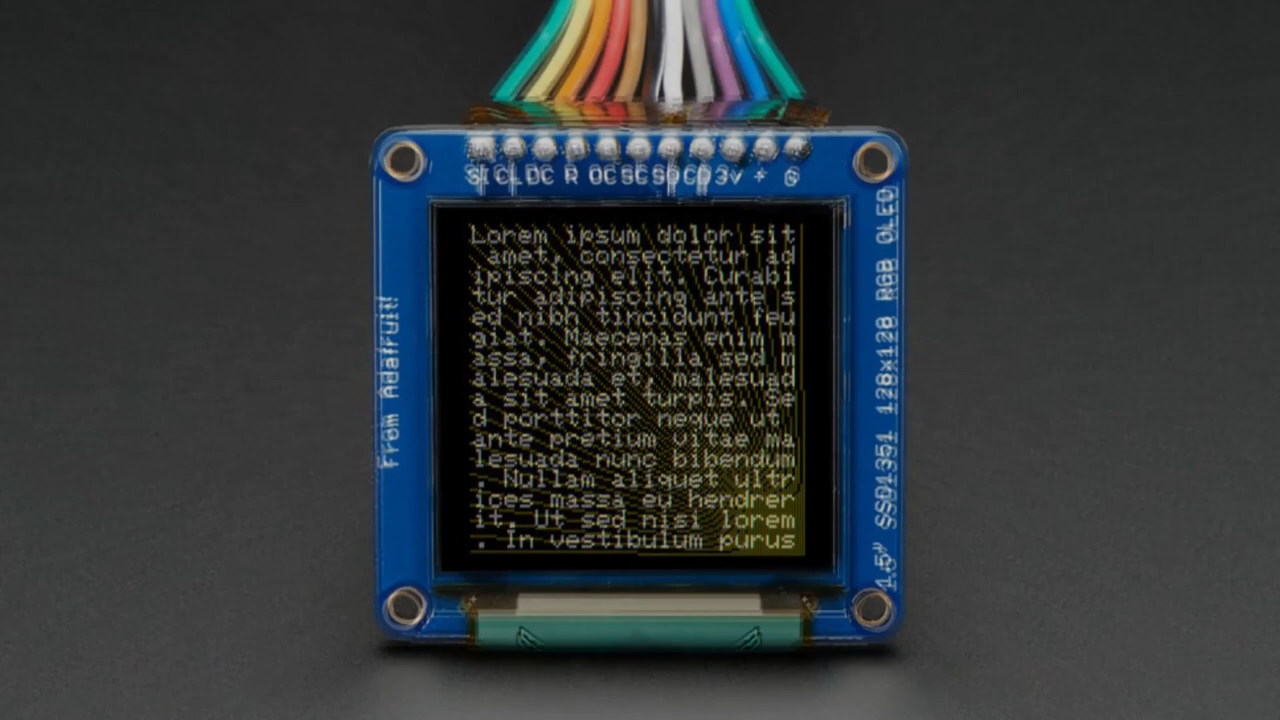 SI CL DC R OC SC SO CD 3v + G
Lorem ipsum dolor sit
amet, consectetur ad
ipiscing elit. Curabi
tur adipiscing ante s
ed nibh tincidunt feu
giat. Maecenas enim m
assa, fringilla sed m
alesuada et, malesuad
a sit amet turpis. Se
d porttitor neque ut
ante pretium vitae ma
lesuada nunc bibendum
. Nullam aliquet ultr
ices massa eu hendrer
it. Ut sed nisi lorem
. In vestibulum purus
From Adafruit!
1.5" SSD1351 128x128 RGB OLED